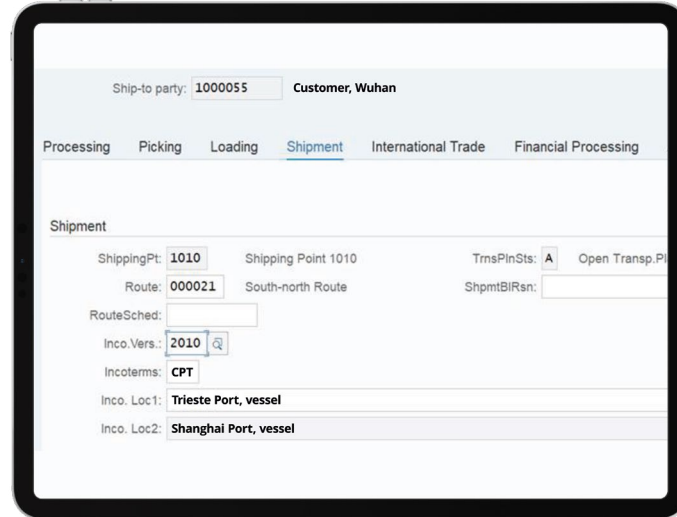 Ship-to party: 1000055 Customer, Wuhan
Processing Picking Loading Shipment International Trade Financial Processing
Shipment
ShippingPt: 1010 Shipping Point 1010 TrnsPlnSts: A Open Transp.Pl
Route: 000021 South-north Route ShpmtBlRsn:
RouteSched:
Inco.Vers.: 2010
Incoterms: CPT
Inco. Loc1: Trieste Port, vessel
Inco. Loc2: Shanghai Port, vessel